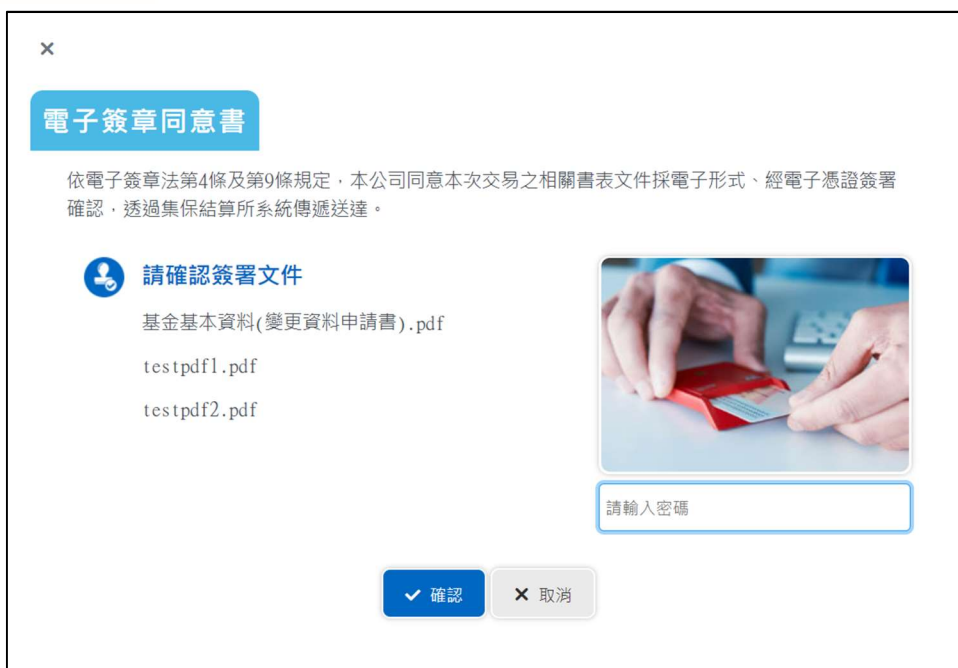 電子簽章同意書
依電子簽章法第4條及第9條規定，本公司同意本次交易之相關書表文件採電子形式、經電子憑證簽署
確認，透過集保結算所系統傳遞送達。
請確認簽署文件
基金基本資料(變更資料申請書).pdf
testpdf1.pdf
testpdf2.pdf
請輸入密碼
確認
取消